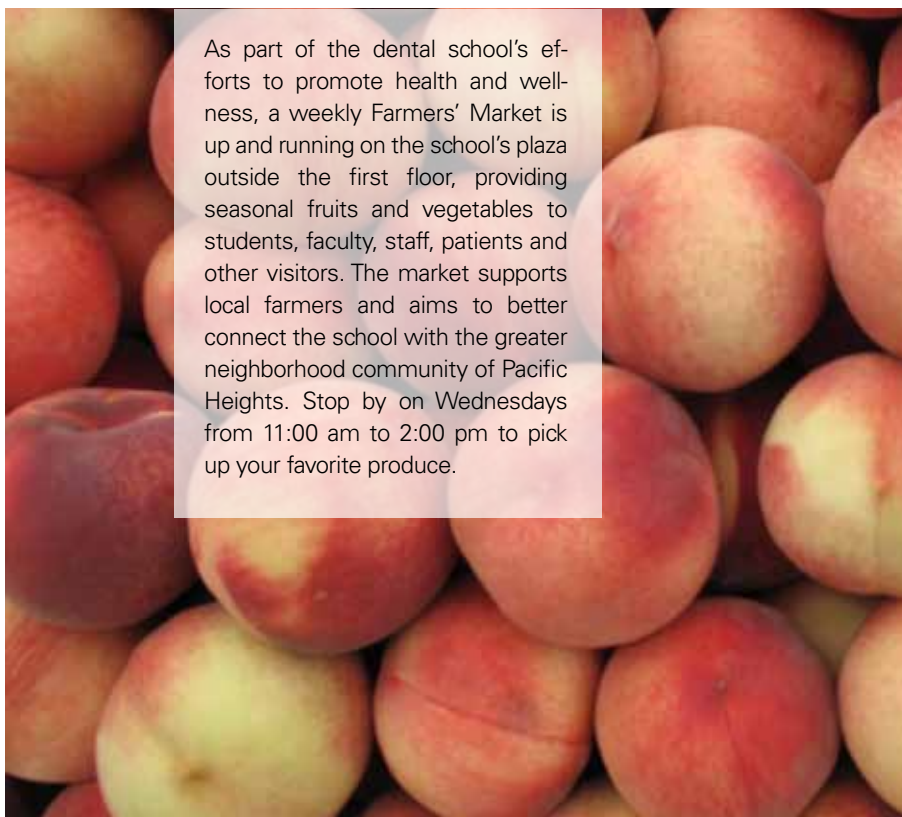 As part of the dental school’s ef-
forts to promote health and well-
ness, a weekly Farmers’ Market is
up and running on the school’s plaza
outside the first floor, providing
seasonal fruits and vegetables to
students, faculty, staff, patients and
other visitors. The market supports
local farmers and aims to better
connect the school with the greater
neighborhood community of Pacific
Heights. Stop by on Wednesdays
from 11:00 am to 2:00 pm to pick
up your favorite produce.